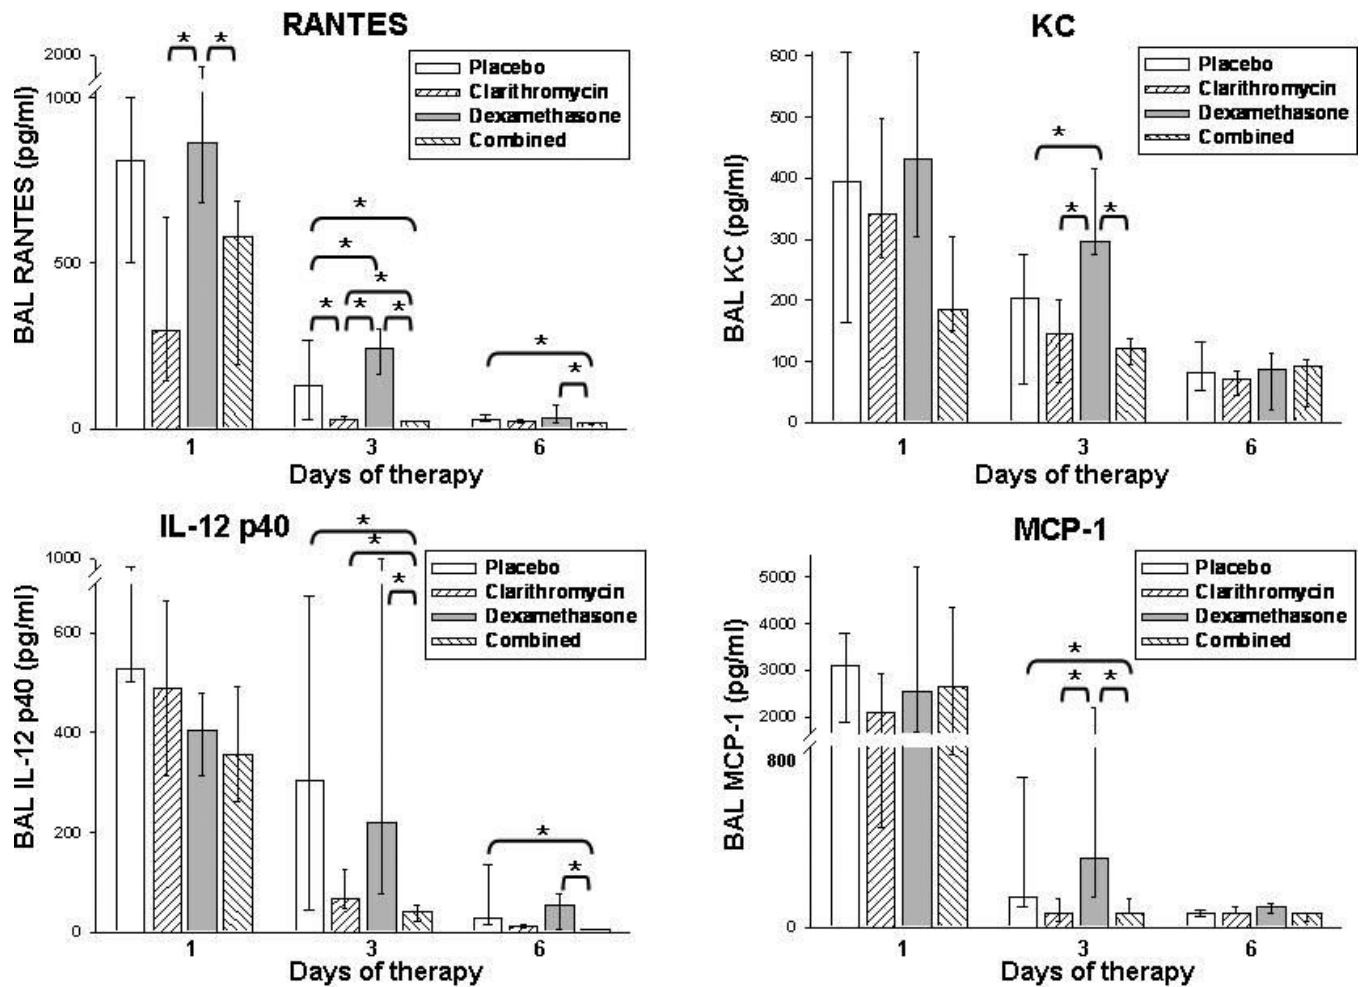 RANTES
* *
2000
1000
500
0
BAL RANTES (pg/ml)
Placebo
Clarithromycin
Dexamethasone
Combined
*
*
*
* * *
*
*
1 3 6
Days of therapy
KC
600
500
400
300
200
100
0
BAL KC (pg/ml)
Placebo
Clarithromycin
Dexamethasone
Combined
*
* *
1 3 6
Days of therapy
IL-12 p40
1000
600
400
200
0
BAL IL-12 p40 (pg/ml)
Placebo
Clarithromycin
Dexamethasone
Combined
*
*
*
*
*
1 3 6
Days of therapy
MCP-1
5000
4000
3000
2000
800
0
BAL MCP-1 (pg/ml)
Placebo
Clarithromycin
Dexamethasone
Combined
*
* *
1 3 6
Days of therapy